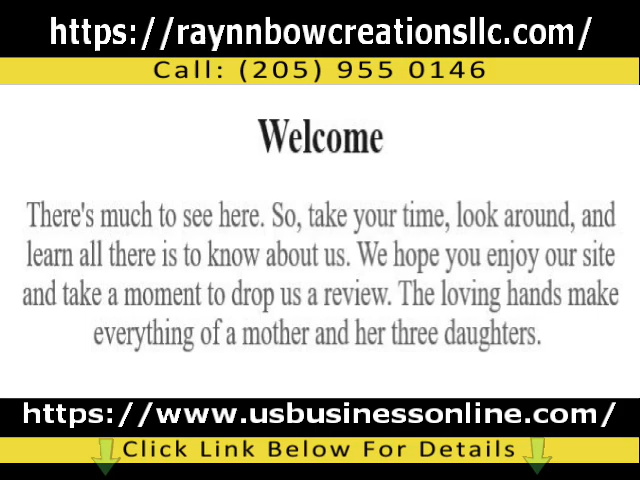 https://raynnbowcreationsllc.com/
Call: (205) 955 0146
Welcome
There's much to see here. So, take your time, look around, and
learn all there is to know about us. We hope you enjoy our site
and take a moment to drop us a review. The loving hands make
everything of a mother and her three daughters.
https://www.usbusinessonline.com/
Click Link Below For Details